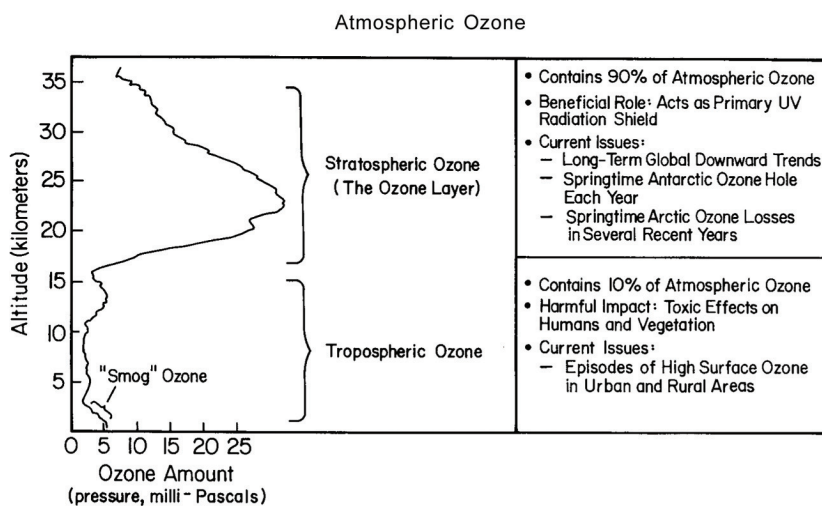 Atmospheric Ozone
Altitude (kilometers)
35
30
25
20
15
10
5
0 5 10 15 20 25
Ozone Amount
(pressure, milli-Pascals)
"Smog" Ozone
Stratospheric Ozone
(The Ozone Layer)
Tropospheric Ozone
• Contains 90% of Atmospheric Ozone
• Beneficial Role: Acts as Primary UV
Radiation Shield
• Current Issues:
– Long-Term Global Downward Trends
– Springtime Antarctic Ozone Hole
Each Year
– Springtime Arctic Ozone Losses
in Several Recent Years
• Contains 10% of Atmospheric Ozone
• Harmful Impact: Toxic Effects on
Humans and Vegetation
• Current Issues:
– Episodes of High Surface Ozone
in Urban and Rural Areas